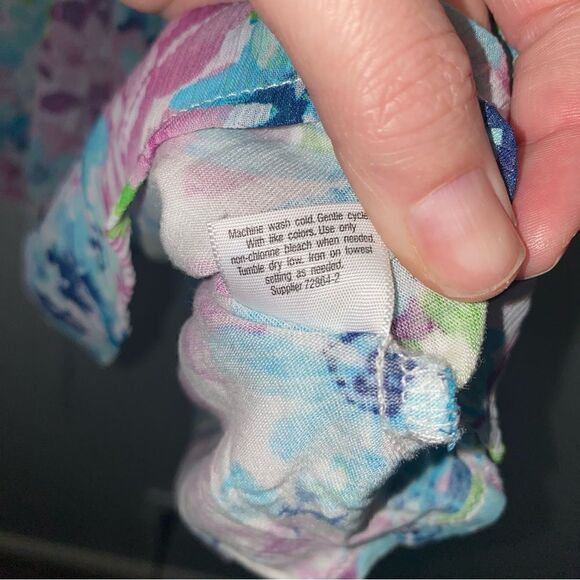 Machine wash cold. Gentle cycle
With like colors. Use only
non-chlorine bleach when needed.
Tumble dry low. Iron on lowest
setting as needed.
Supplier 72864-2